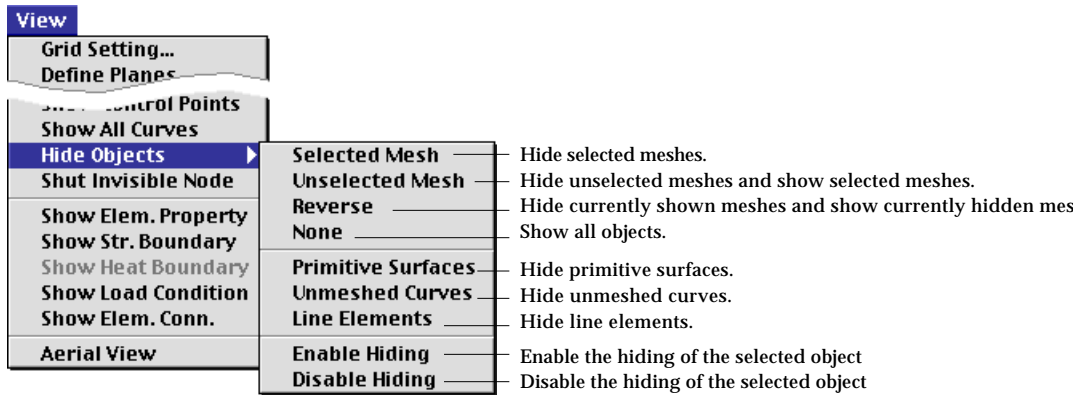 View
Grid Setting...
Define Planes
Control Points
Show All Curves
Hide Objects
Shut Invisible Node
Show Elem. Property
Show Str. Boundary
Show Heat Boundary
Show Load Condition
Show Elem. Conn.
Aerial View
Selected Mesh Hide selected meshes.
Unselected Mesh Hide unselected meshes and show selected meshes.
Reverse Hide currently shown meshes and show currently hidden mes
None Show all objects.
Primitive Surfaces Hide primitive surfaces.
Unmeshed Curves Hide unmeshed curves.
Line Elements Hide line elements.
Enable Hiding Enable the hiding of the selected object
Disable Hiding Disable the hiding of the selected object